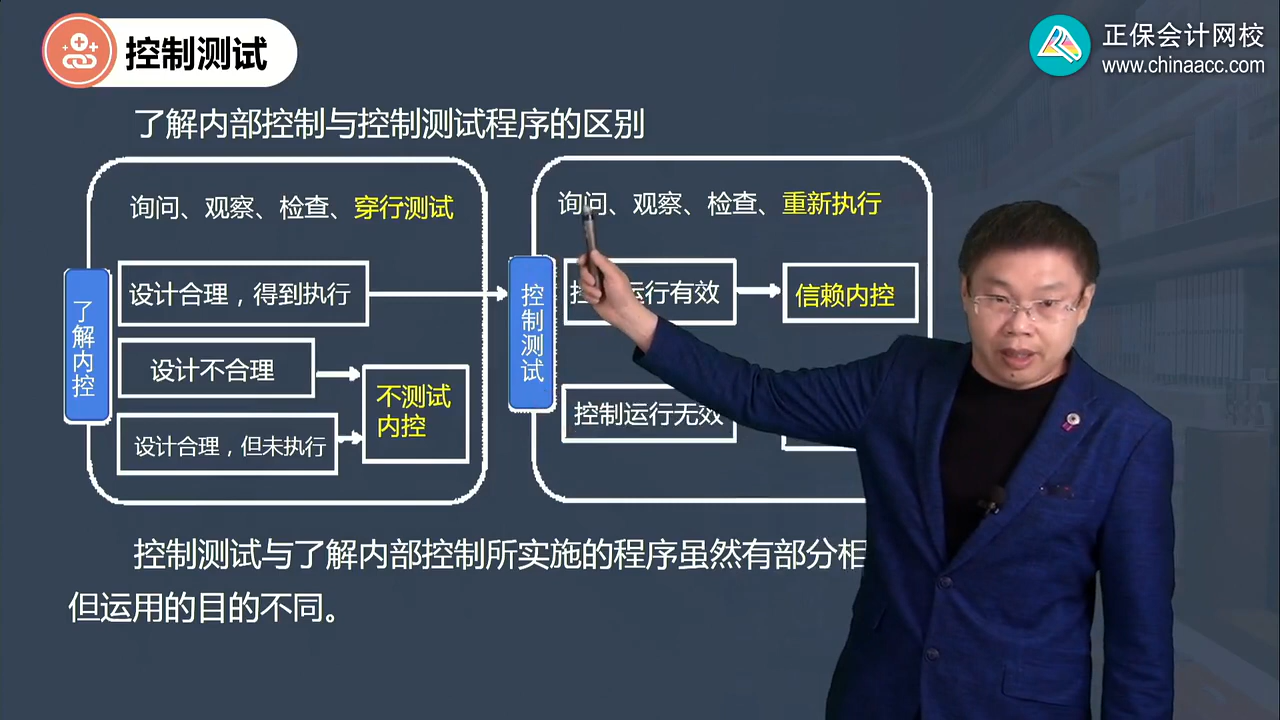 控制测试
正保会计网校
www.chinaacc.com
了解内部控制与控制测试程序的区别
询问、观察、检查、穿行测试
了解内控
设计合理，得到执行
设计不合理
设计合理，但未执行
不测试
内控
询问、观察、检查、重新执行
控制测试
运行有效
信赖内控
控制运行无效
控制测试与了解内部控制所实施的程序虽然有部分相
但运用的目的不同。